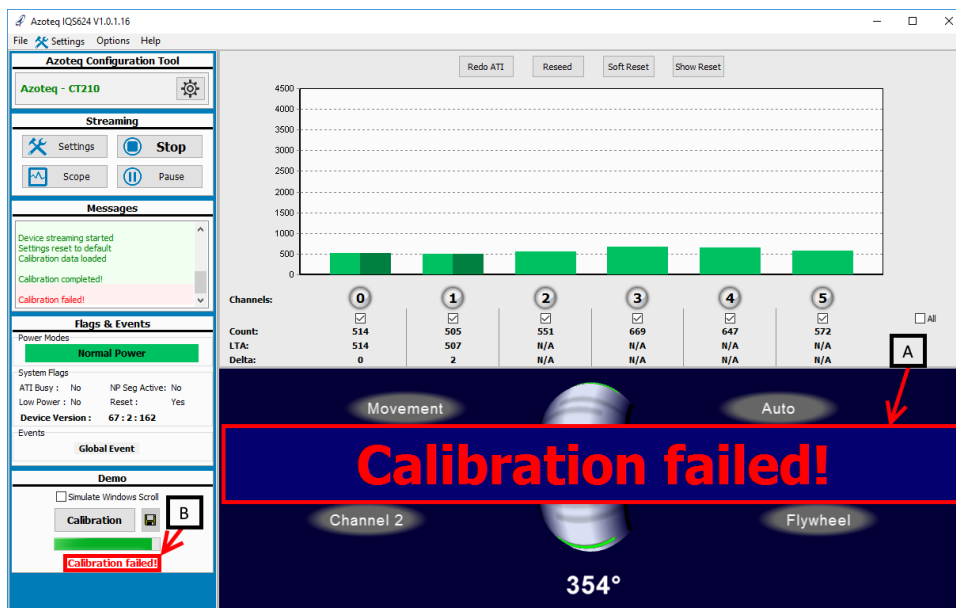 Azoteq IQS624 V1.0.1.16
File Settings Options Help
Azoteq Configuration Tool
Azoteq - CT210
Streaming
Settings Stop
Scope Pause
Messages
Device streaming started
Settings reset to default
Calibration data loaded
Calibration completed!
Calibration failed!
Flags & Events
Power Modes
Normal Power
System Flags
ATI Busy : No NP Seg Active: No
Low Power : No Reset : Yes
Device Version : 67 : 2 : 162
Events
Global Event
Demo
Simulate Windows Scroll
Calibration
B
Calibration failed!
Redo ATI Reseed Soft Reset Show Reset
4500
4000
3500
3000
2500
2000
1500
1000
500
0
Channels: 0 1 2 3 4 5
All
Count: 514 505 551 669 647 572
LTA: 514 507 N/A N/A N/A N/A
Delta: 0 2 N/A N/A N/A N/A
A
Movement Auto
Calibration failed!
Channel 2 Flywheel
354°